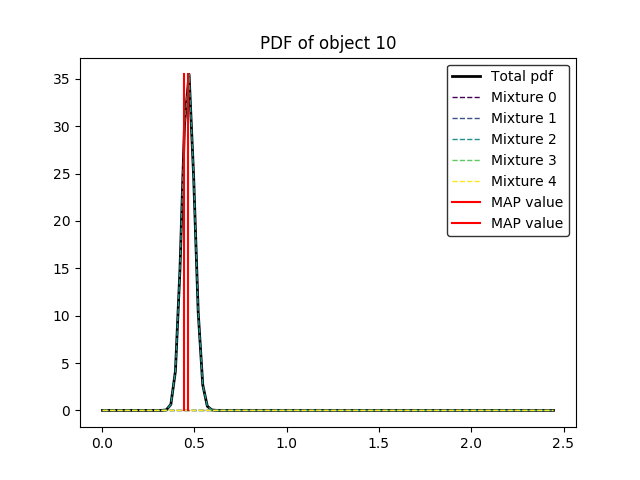 PDF of object 10
35
30
25
20
15
10
5
0
0.0 0.5 1.0 1.5 2.0 2.5
Total pdf
Mixture 0
Mixture 1
Mixture 2
Mixture 3
Mixture 4
MAP value
MAP value